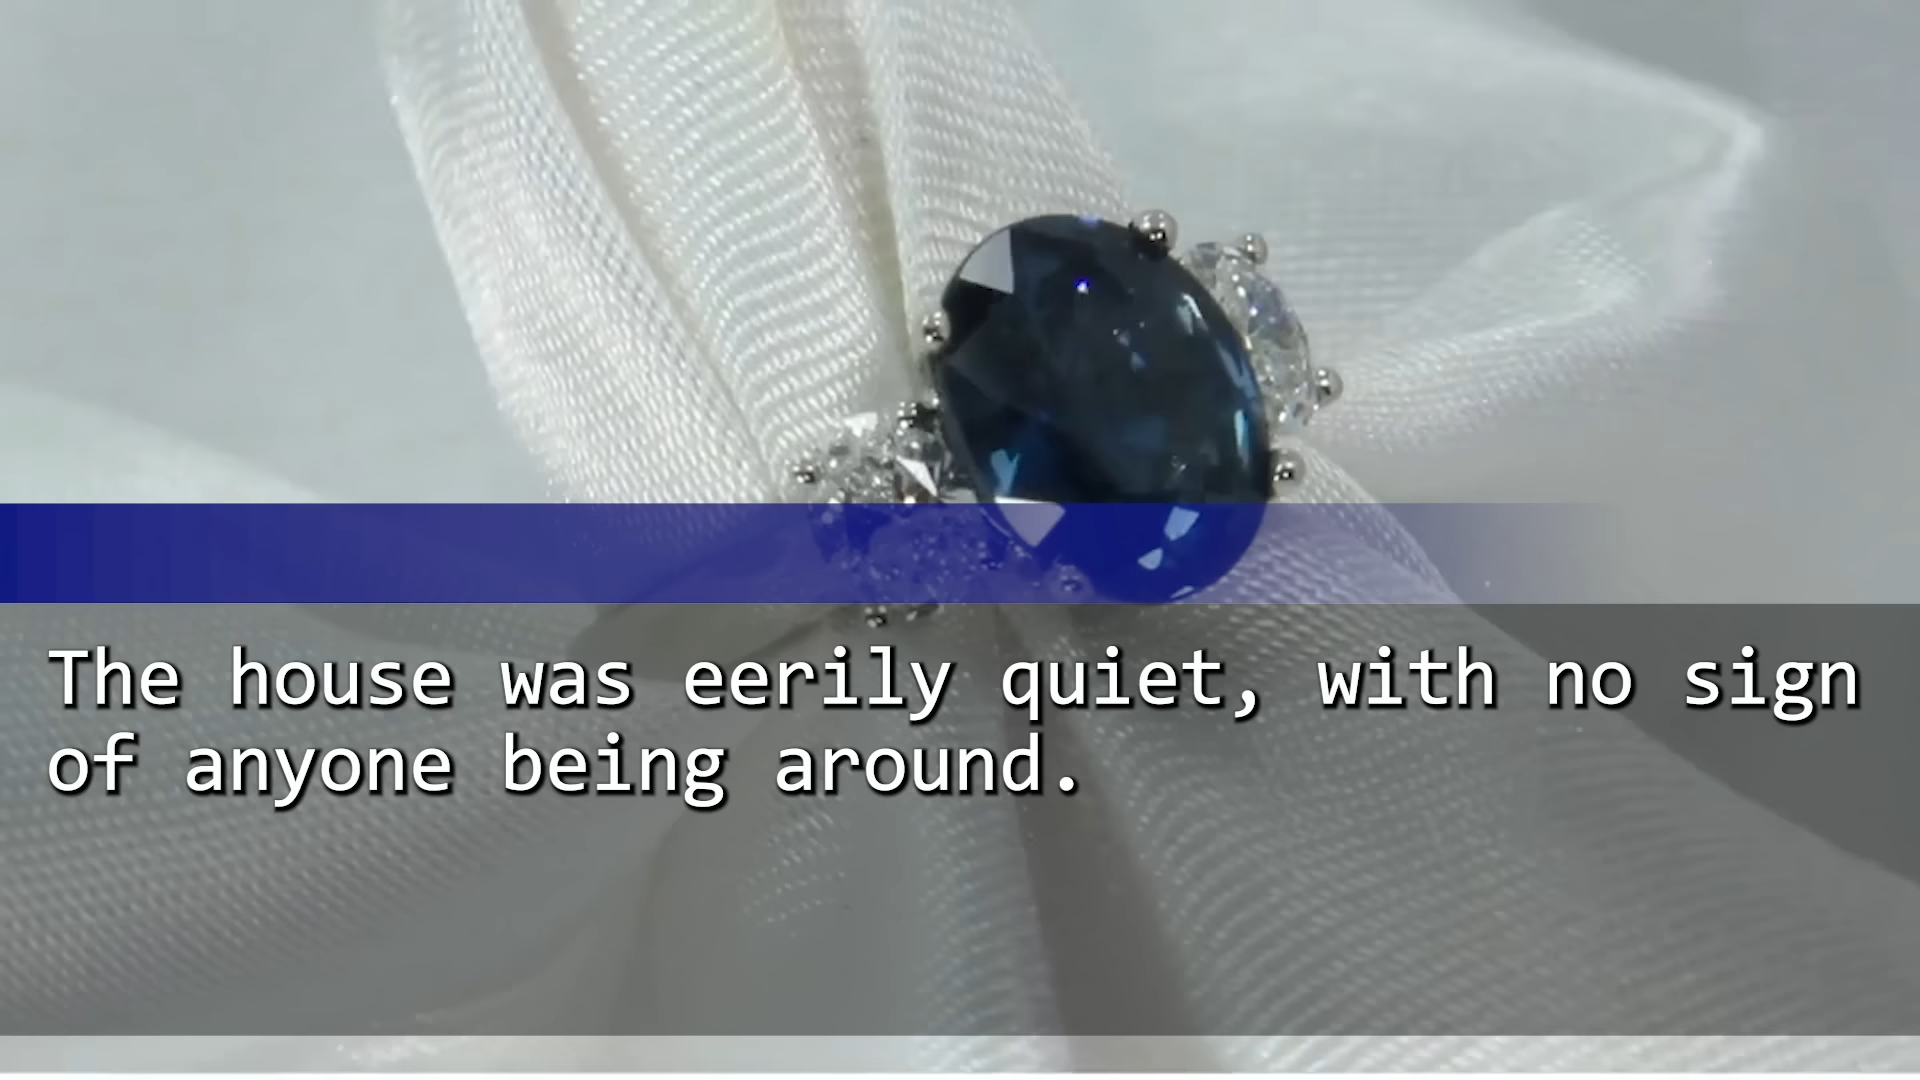 The house was eerily quiet, with no sign
of anyone being around.